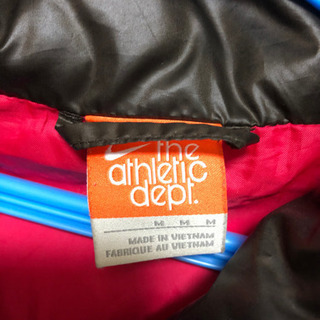 the
athletic
dept.
M M M
MADE IN VIETNAM
FABRIQUE AU VIETNAM